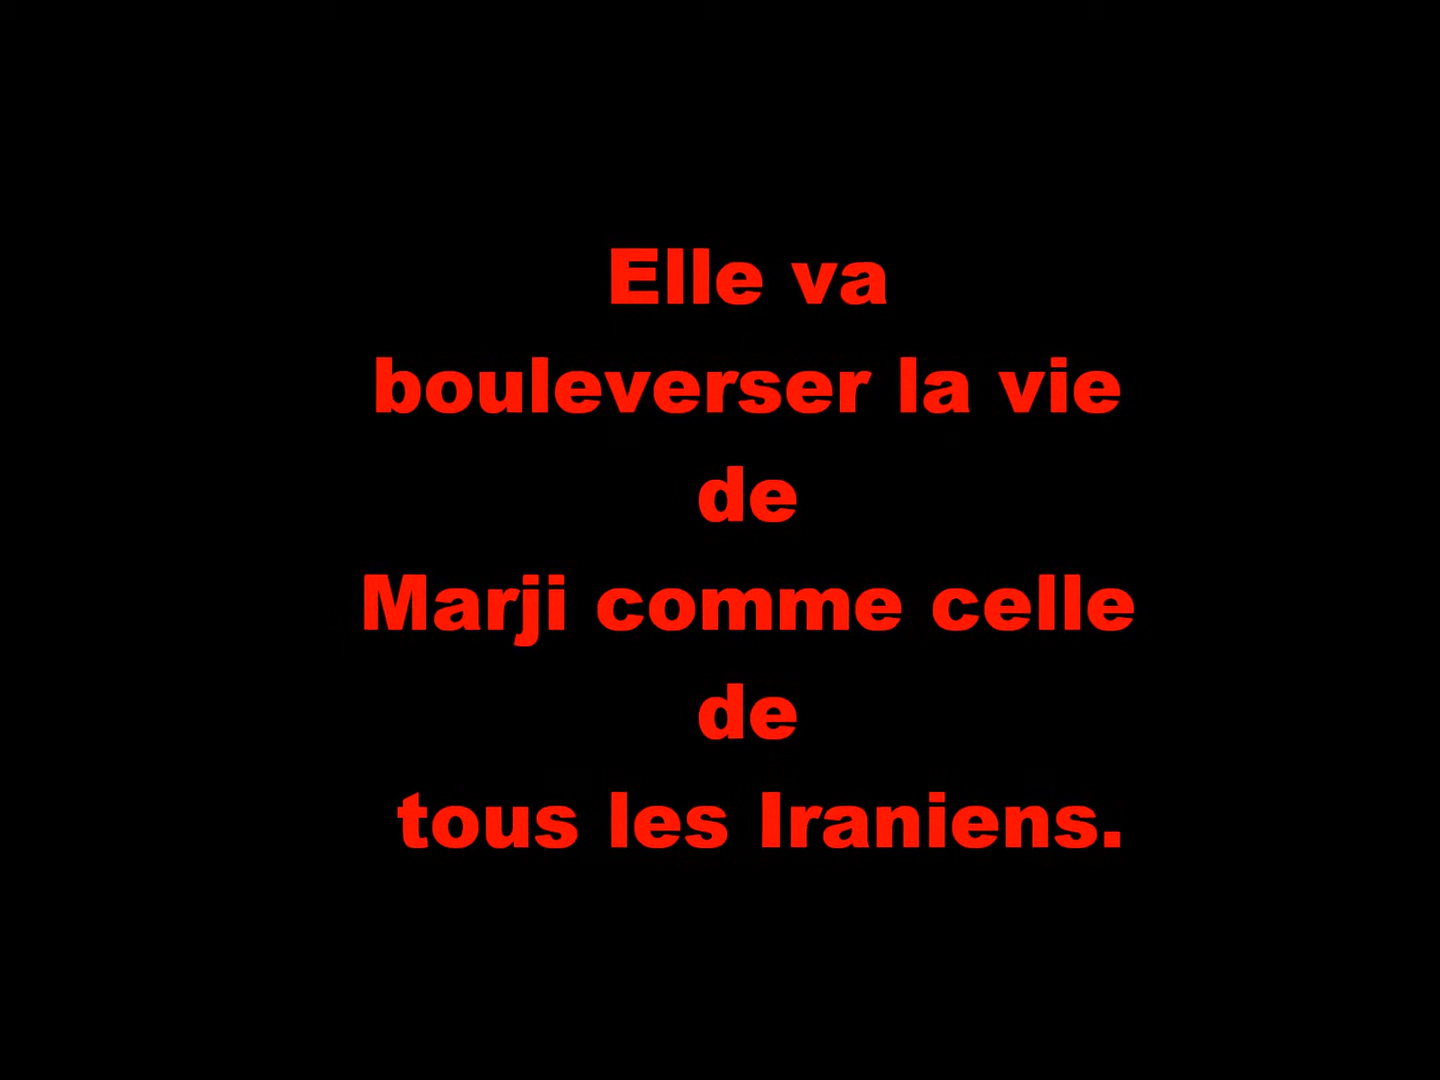 Elle va
bouleverser la vie
de
Marji comme celle
de
tous les Iraniens.